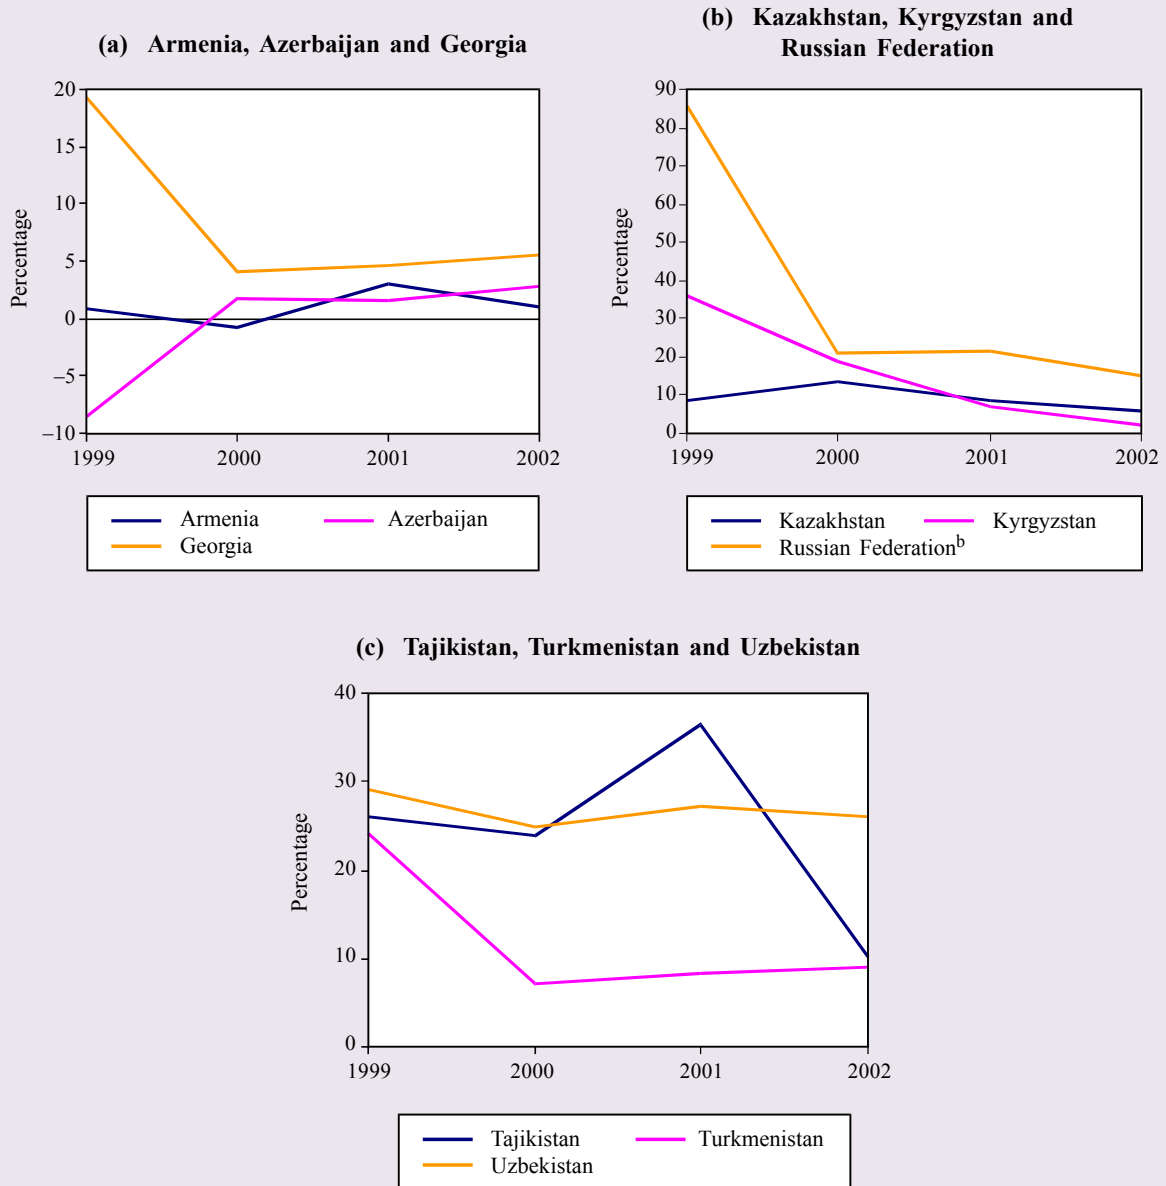 (a) Armenia, Azerbaijan and Georgia
20
15
10
5
0
–5
–10
Percentage
1999 2000 2001 2002
Armenia Azerbaijan
Georgia
(b) Kazakhstan, Kyrgyzstan and
Russian Federation
90
80
70
60
50
40
30
20
10
0
Percentage
1999 2000 2001 2002
Kazakhstan Kyrgyzstan
Russian Federationᵇ
(c) Tajikistan, Turkmenistan and Uzbekistan
40
30
20
10
0
Percentage
1999 2000 2001 2002
Tajikistan Turkmenistan
Uzbekistan